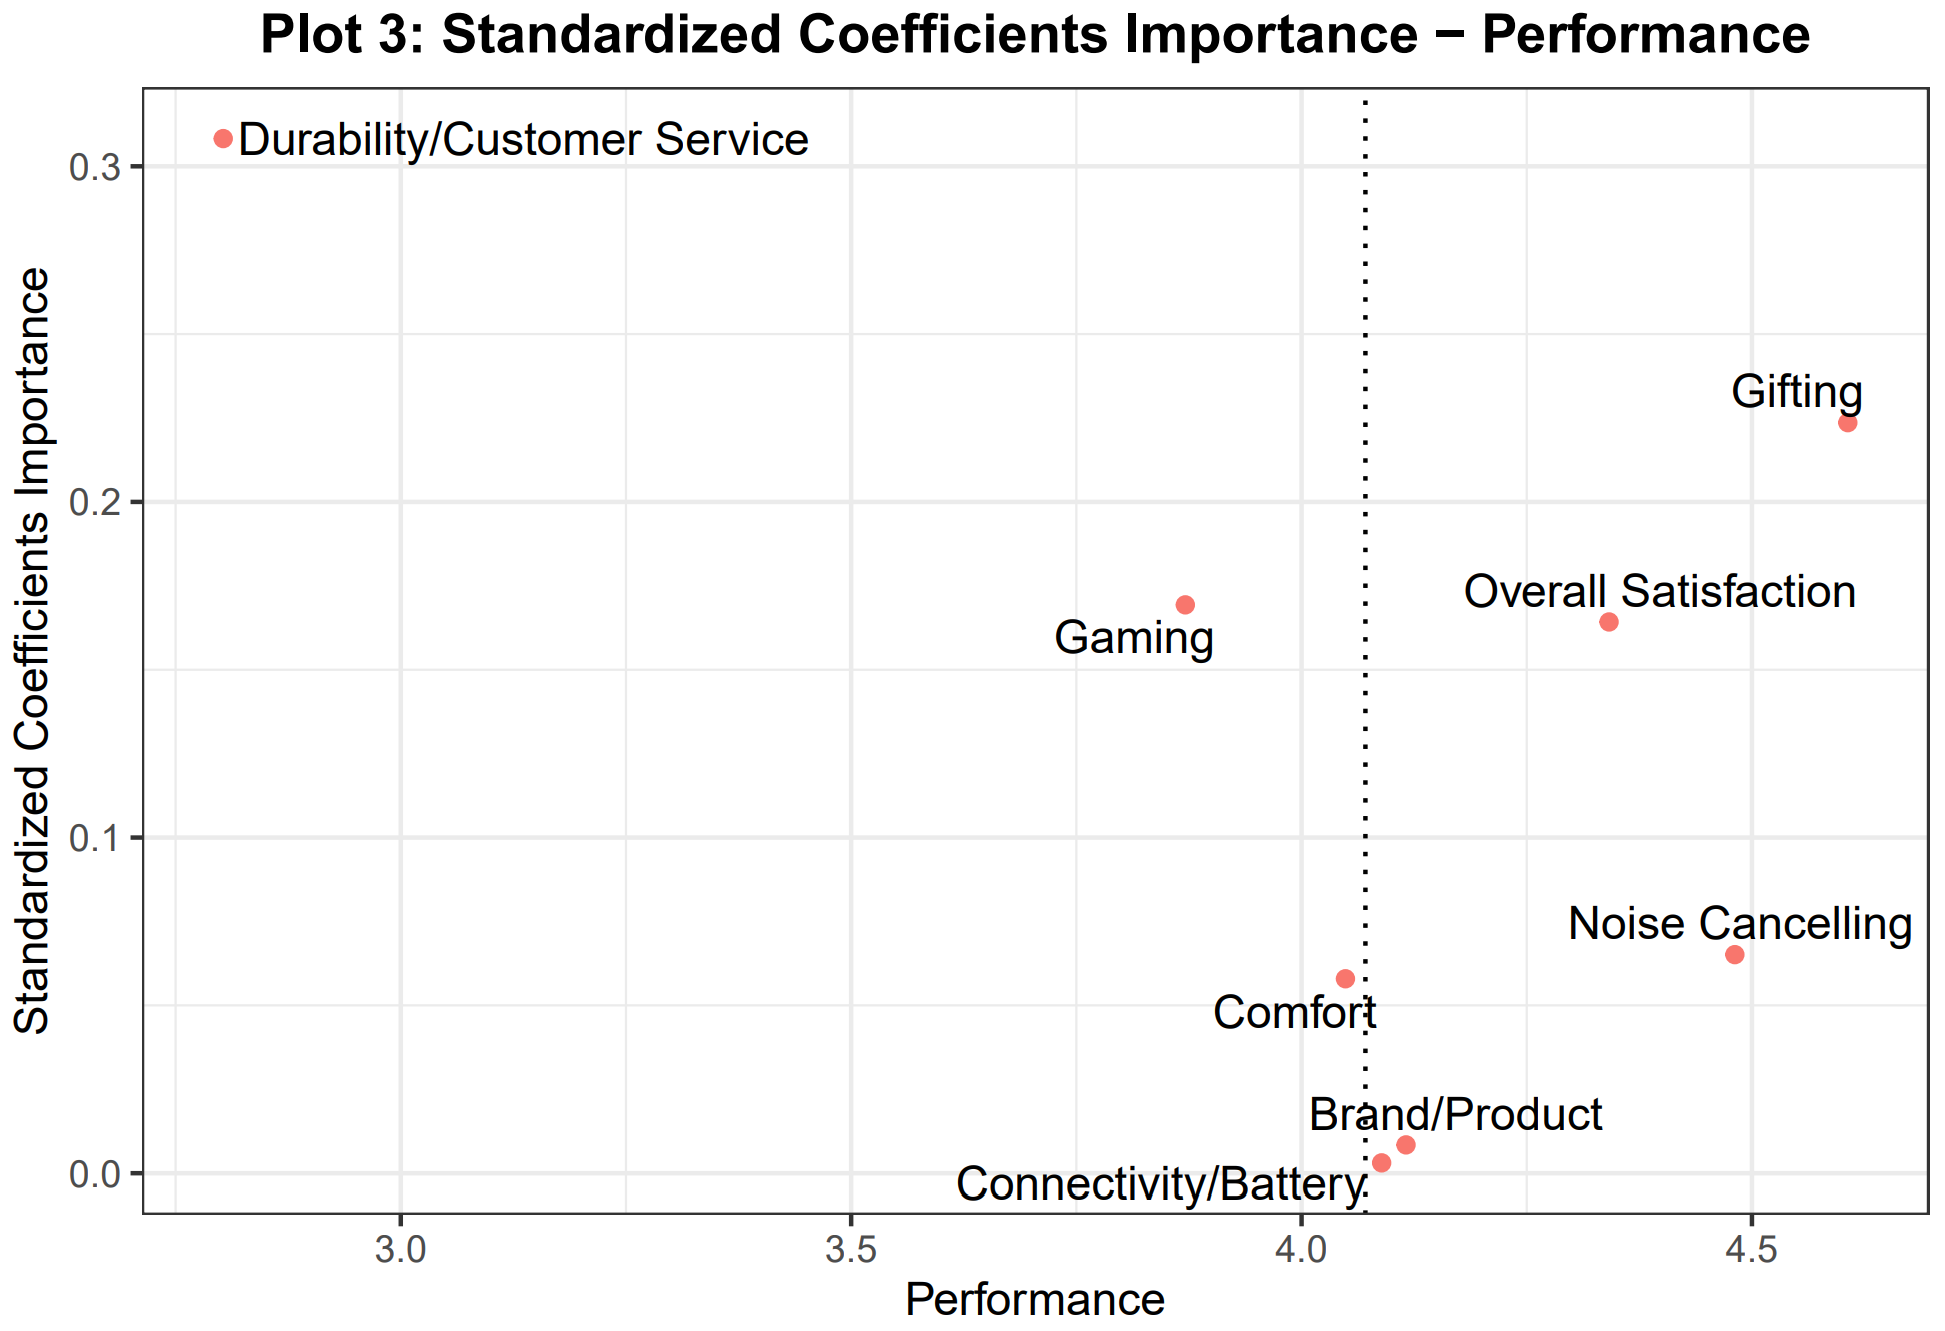 Plot 3: Standardized Coefficients Importance − Performance
Standardized Coefficients Importance
0.3
0.2
0.1
0.0
Durability/Customer Service
Gifting
Overall Satisfaction
Gaming
Noise Cancelling
Comfort
Brand/Product
Connectivity/Battery
3.0
3.5
4.0
4.5
Performance